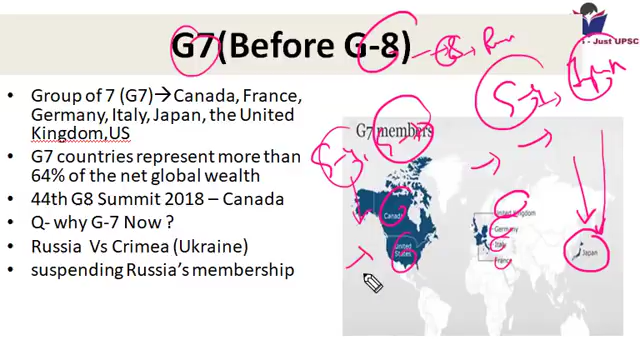 G7(Before G-8)
- Just UPSC
• Group of 7 (G7)→Canada, France,
Germany, Italy, Japan, the United
Kingdom,US
• G7 countries represent more than
64% of the net global wealth
• 44th G8 Summit 2018 – Canada
• Q- why G-7 Now ?
• Russia Vs Crimea (Ukraine)
• suspending Russia's membership
G7 members
Canada
United
States
United Kingdom
Germany
Italy
France
Japan
Japan